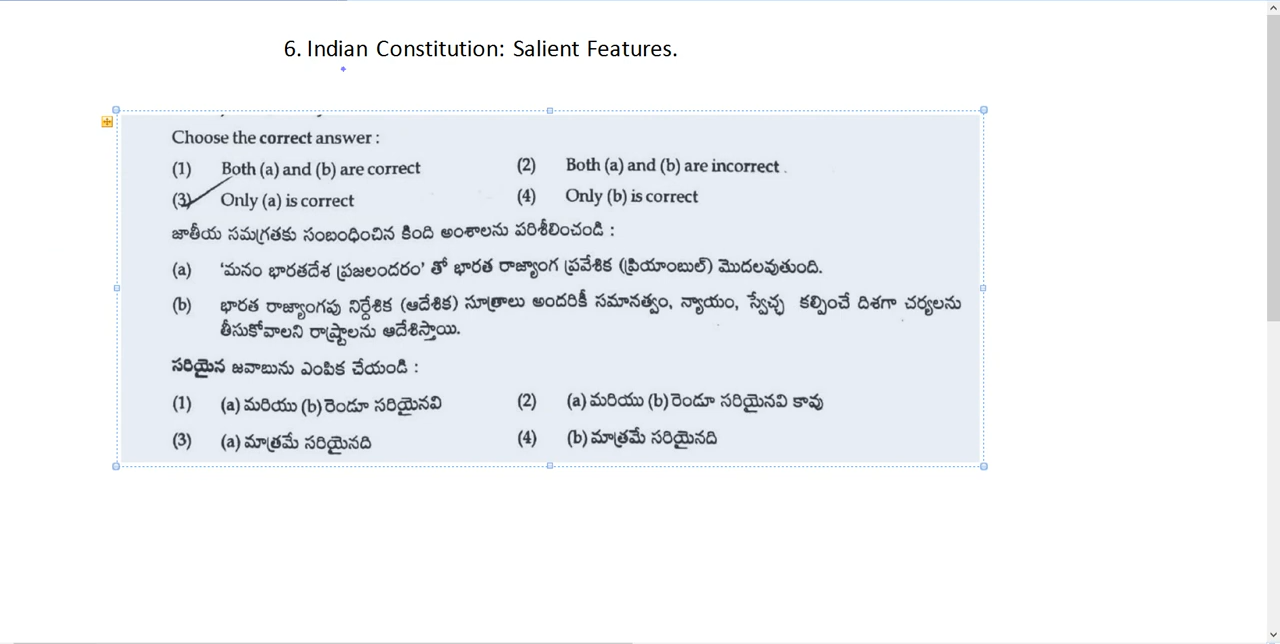 6. Indian Constitution: Salient Features.
Choose the correct answer :
(1) Both (a) and (b) are correct (2) Both (a) and (b) are incorrect .
(3) Only (a) is correct (4) Only (b) is correct
జాతీయ సమగ్రతకు సంబంధించిన కింది అంశాలను పరిశీలించండి :
(a) 'మనం భారతదేశ ప్రజలందరం' తో భారత రాజ్యాంగ ప్రవేశిక (ప్రియాంబుల్) మొదలవుతుంది.
(b) భారత రాజ్యాంగపు నిర్దేశిక (ఆదేశిక) సూత్రాలు అందరికీ సమానత్వం, న్యాయం, స్వేచ్ఛ కల్పించే దిశగా చర్యలను
తీసుకోవాలని రాష్ట్రాలను ఆదేశిస్తాయి.
సరియైన జవాబును ఎంపిక చేయండి :
(1) (a) మరియు (b) రెండూ సరియైనవి (2) (a) మరియు (b) రెండూ సరియైనవి కావు
(3) (a) మాత్రమే సరియైనది (4) (b) మాత్రమే సరియైనది